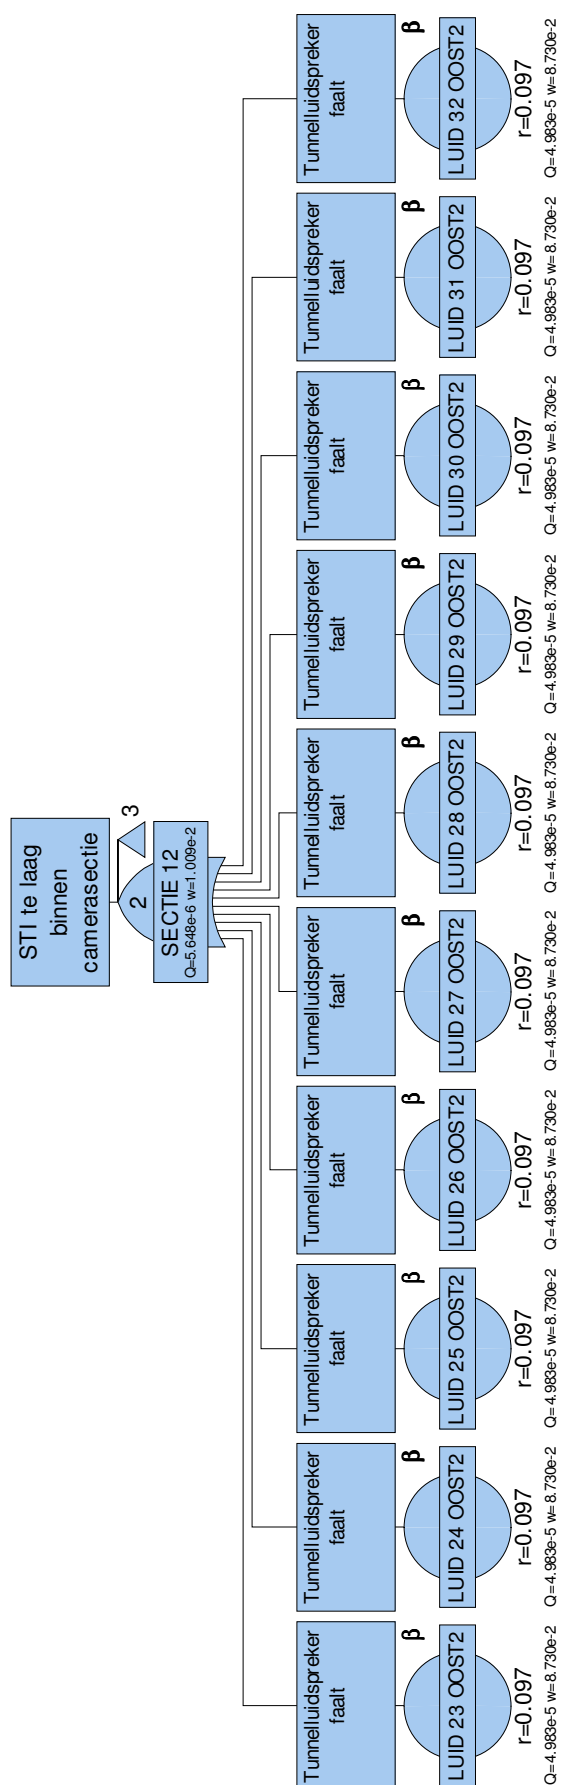 STI te laag
binnen
camerasectie
2
3
SECTIE 12
Q=5.648e-6 w=1.009e-2
Tunnelluidspreker
faalt
β
LUID 23 OOST2
r=0.097
Q=4.983e-5 w=8.730e-2
Tunnelluidspreker
faalt
β
LUID 24 OOST2
r=0.097
Q=4.983e-5 w=8.730e-2
Tunnelluidspreker
faalt
β
LUID 25 OOST2
r=0.097
Q=4.983e-5 w=8.730e-2
Tunnelluidspreker
faalt
β
LUID 26 OOST2
r=0.097
Q=4.983e-5 w=8.730e-2
Tunnelluidspreker
faalt
β
LUID 27 OOST2
r=0.097
Q=4.983e-5 w=8.730e-2
Tunnelluidspreker
faalt
β
LUID 28 OOST2
r=0.097
Q=4.983e-5 w=8.730e-2
Tunnelluidspreker
faalt
β
LUID 29 OOST2
r=0.097
Q=4.983e-5 w=8.730e-2
Tunnelluidspreker
faalt
β
LUID 30 OOST2
r=0.097
Q=4.983e-5 w=8.730e-2
Tunnelluidspreker
faalt
β
LUID 31 OOST2
r=0.097
Q=4.983e-5 w=8.730e-2
Tunnelluidspreker
faalt
β
LUID 32 OOST2
r=0.097
Q=4.983e-5 w=8.730e-2